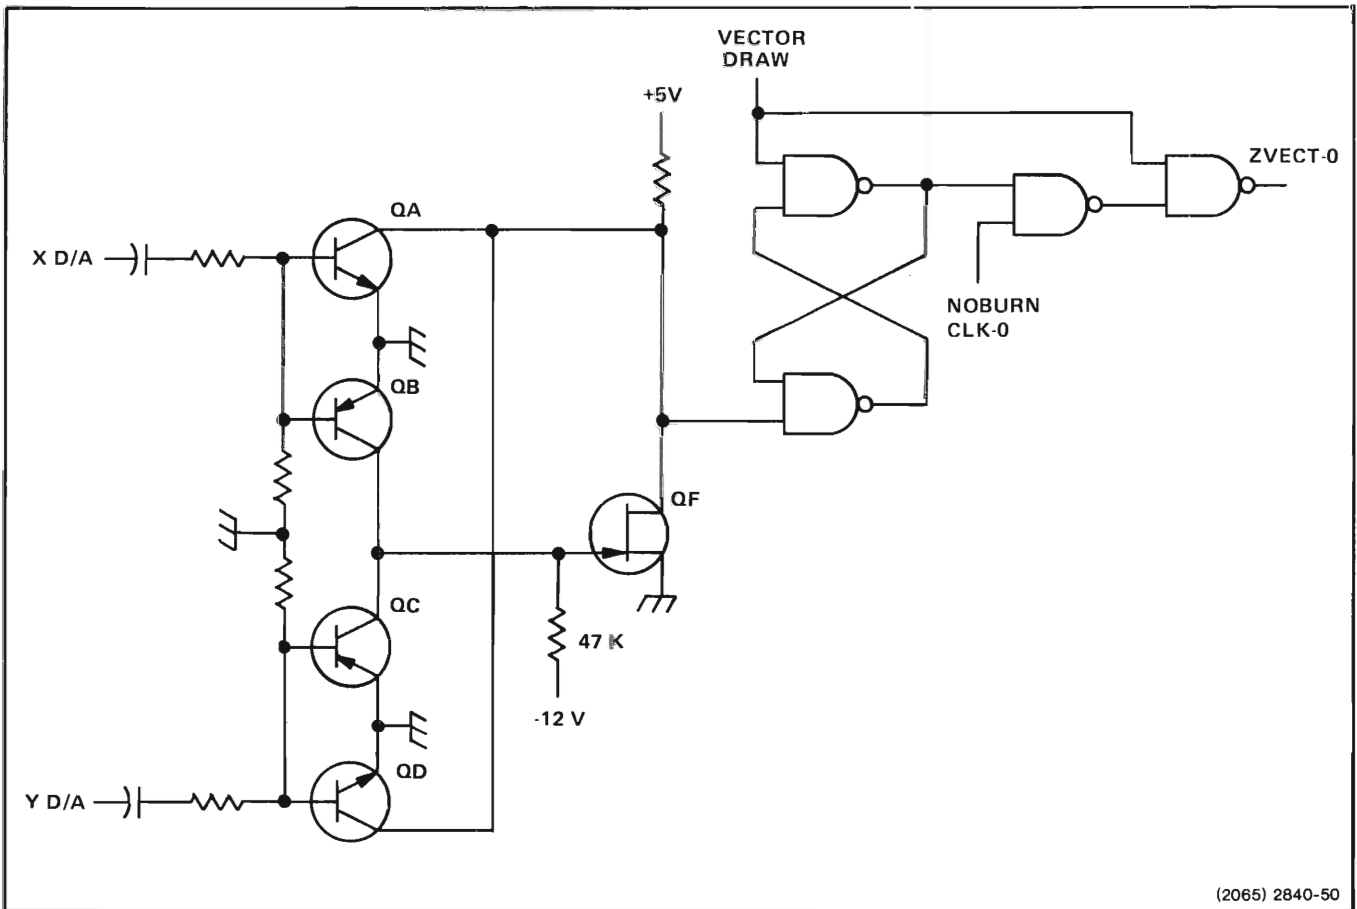 VECTOR
DRAW
+5V
ZVECT-0
QA
X D/A
NOBURN
CLK-0
QB
QF
QC
47 K
-12 V
QD
Y D/A
(2065) 2840-50